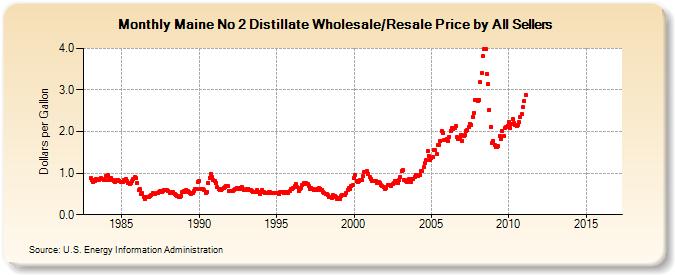 Monthly Maine No 2 Distillate Wholesale/Resale Price by All Sellers
Dollars per Gallon
4.0
3.0
2.0
1.0
0.0
1985 1990 1995 2000 2005 2010 2015
Source: U.S. Energy Information Administration